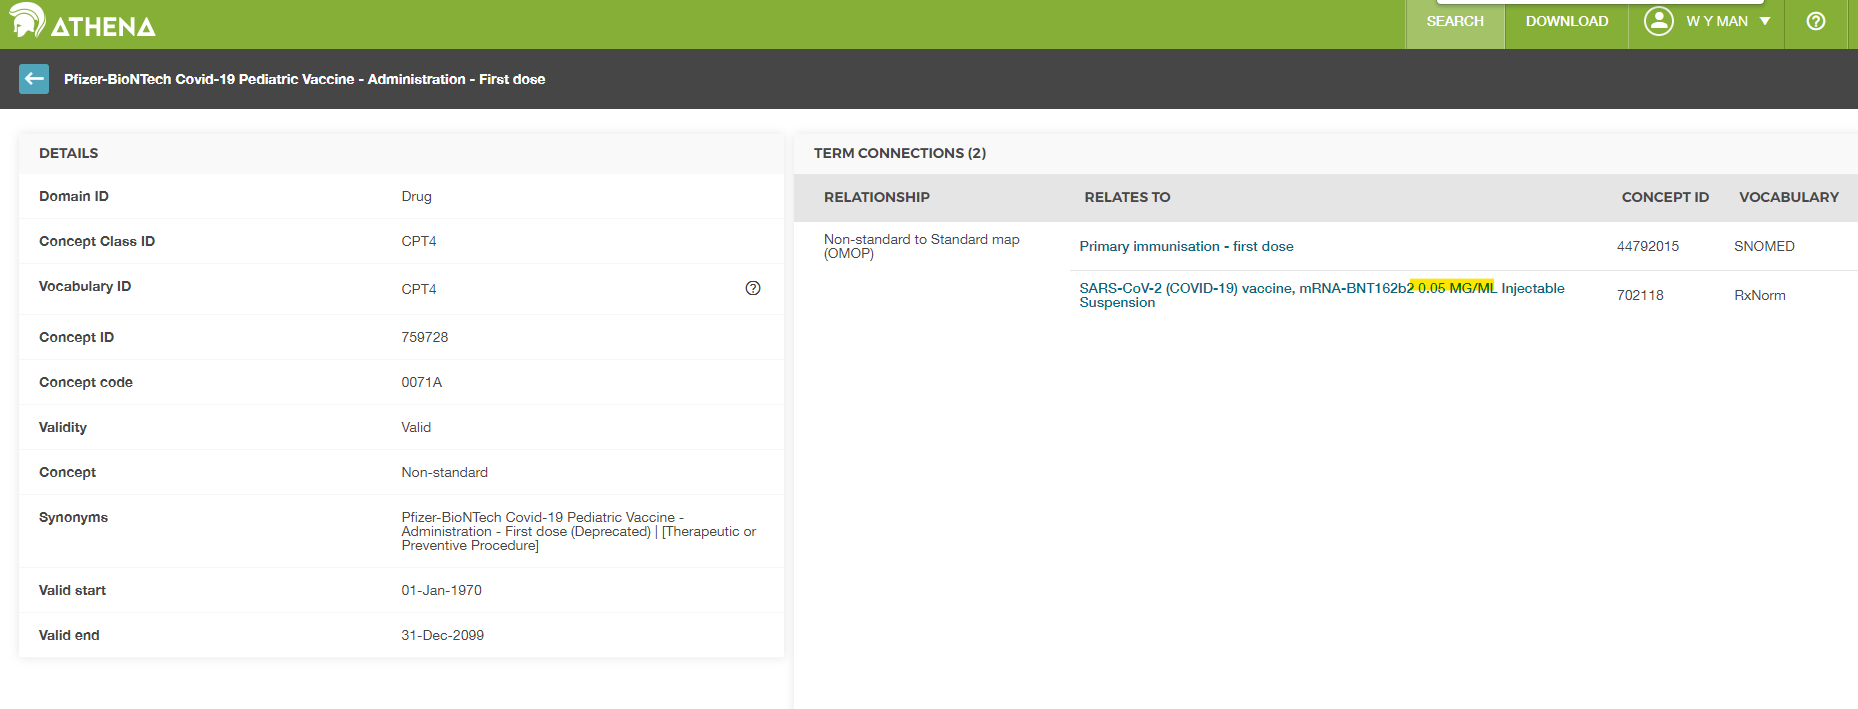 ATHENA
SEARCH
DOWNLOAD
W Y MAN
Pfizer-BioNTech Covid-19 Pediatric Vaccine - Administration - First dose
DETAILS
Domain ID
Drug
Concept Class ID
CPT4
Vocabulary ID
CPT4
Concept ID
759728
Concept code
0071A
Validity
Valid
Concept
Non-standard
Synonyms
Pfizer-BioNTech Covid-19 Pediatric Vaccine -
Administration - First dose (Deprecated) | [Therapeutic or
Preventive Procedure]
Valid start
01-Jan-1970
Valid end
31-Dec-2099
TERM CONNECTIONS (2)
RELATIONSHIP
RELATES TO
CONCEPT ID
VOCABULARY
Non-standard to Standard map
(OMOP)
Primary immunisation - first dose
44792015
SNOMED
SARS-CoV-2 (COVID-19) vaccine, mRNA-BNT162b2 0.05 MG/ML Injectable
Suspension
702118
RxNorm